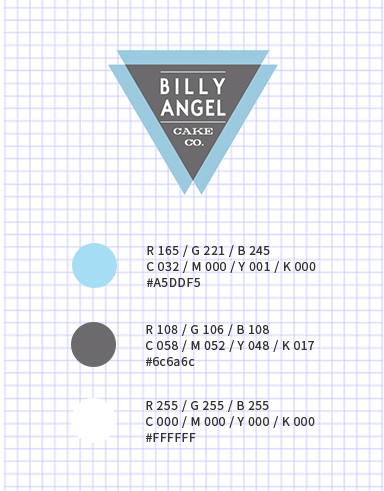 BILLY
ANGEL
CAKE
CO.
R 165 / G 221 / B 245
C 032 / M 000 / Y 001 / K 000
#A5DDF5
R 108 / G 106 / B 108
C 058 / M 052 / Y 048 / K 017
#6c6a6c
R 255 / G 255 / B 255
C 000 / M 000 / Y 000 / K 000
#FFFFFF